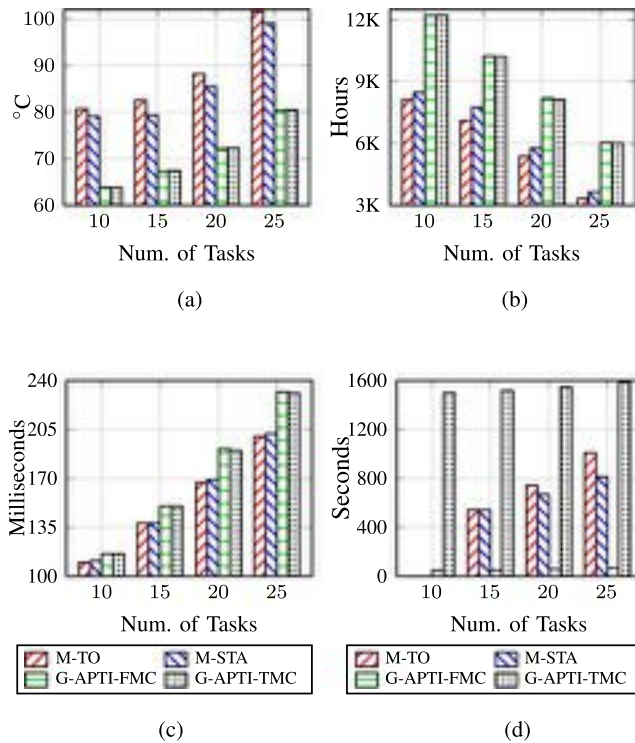 100
90
80
70
60
°C
10 15 20 25
Num. of Tasks
(a)
12K
9K
6K
3K
Hours
10 15 20 25
Num. of Tasks
(b)
240
205
170
135
100
Milliseconds
10 15 20 25
Num. of Tasks
M-TO M-STA
G-APTI-FMC G-APTI-TMC
(c)
1600
1200
800
400
0
Seconds
10 15 20 25
Num. of Tasks
M-TO M-STA
G-APTI-FMC G-APTI-TMC
(d)